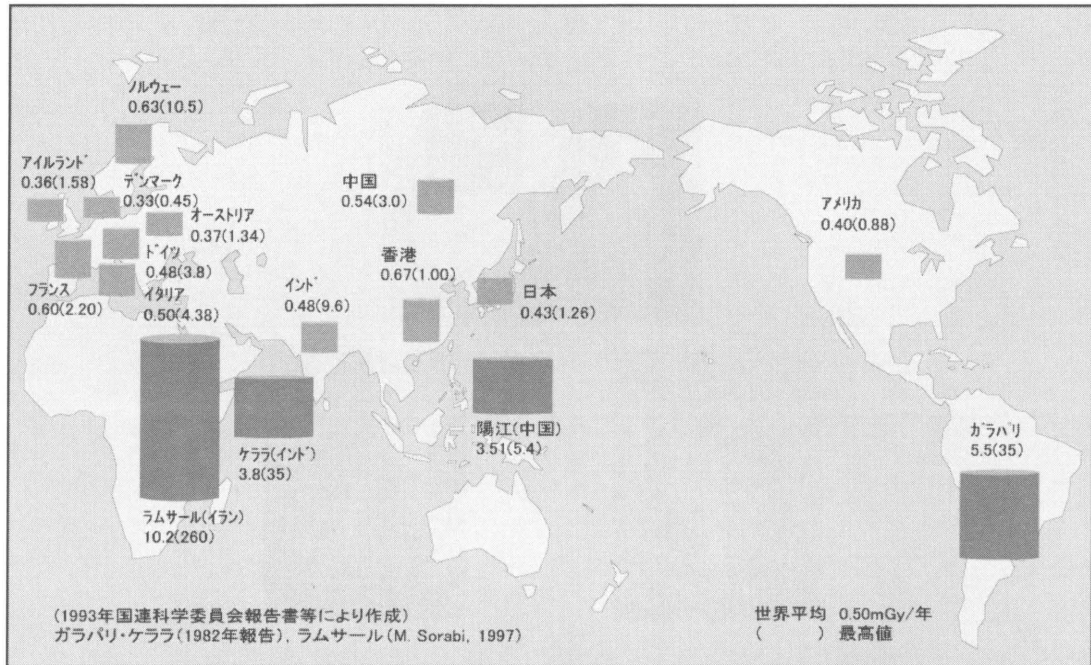 ノルウェー
0.63(10.5)
アイルランド
0.36(1.58)
デンマーク
0.33(0.45)
オーストリア
0.37(1.34)
ドイツ
0.48(3.8)
フランス
0.60(2.20)
イタリア
0.50(4.38)
中国
0.54(3.0)
香港
0.67(1.00)
インド
0.48(9.6)
日本
0.43(1.26)
アメリカ
0.40(0.88)
陽江(中国)
3.51(5.4)
ケララ(インド)
3.8(35)
ラムサール(イラン)
10.2(260)
ガラパリ
5.5(35)
(1993年国連科学委員会報告書等により作成)
ガラパリ・ケララ(1982年報告), ラムサール(M. Sorabi, 1997)
世界平均 0.50mGy/年
( ) 最高値